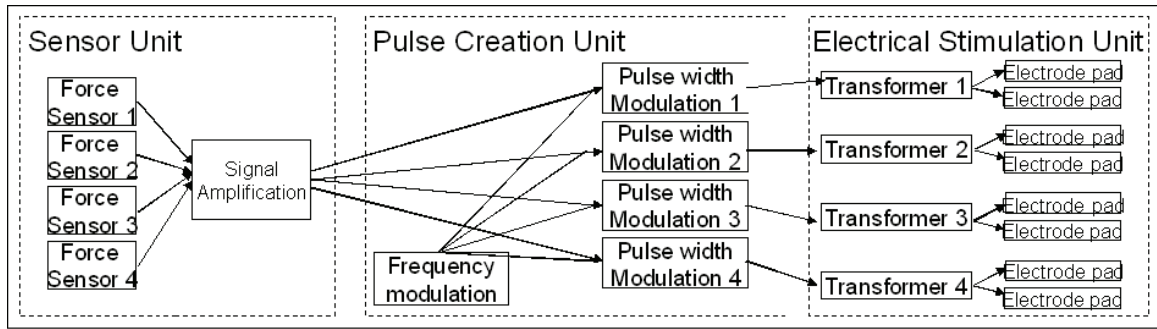 Sensor Unit
Force
Sensor 1
Force
Sensor 2
Force
Sensor 3
Force
Sensor 4
Signal
Amplification
Pulse Creation Unit
Frequency
modulation
Pulse width
Modulation 1
Pulse width
Modulation 2
Pulse width
Modulation 3
Pulse width
Modulation 4
Electrical Stimulation Unit
Transformer 1
Electrode pad
Electrode pad
Transformer 2
Electrode pad
Electrode pad
Transformer 3
Electrode pad
Electrode pad
Transformer 4
Electrode pad
Electrode pad